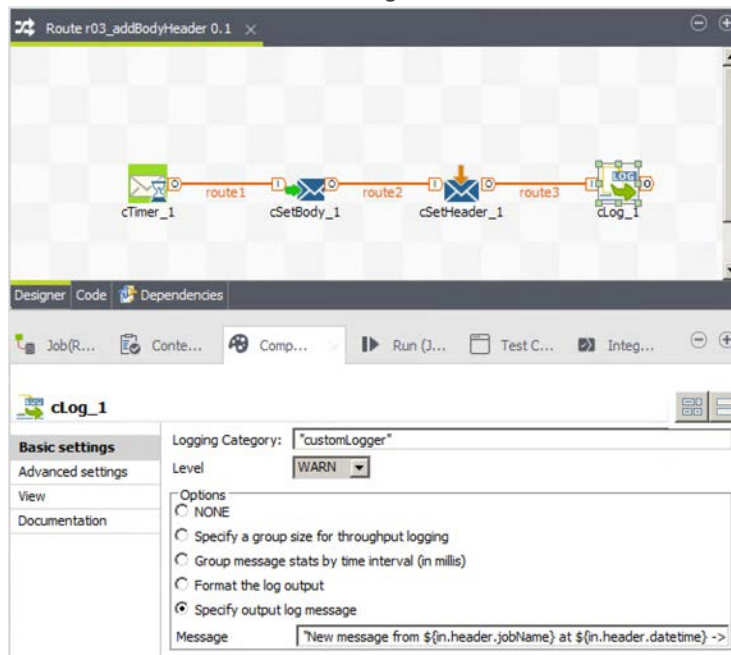 Route r03_addBodyHeader 0.1
route1
route2
route3
LOG
cTimer_1
cSetBody_1
cSetHeader_1
cLog_1
Designer Code Dependencies
Job(R... Conte... Comp... Run (J... Test C... Integ...
cLog_1
Basic settings
Advanced settings
View
Documentation
Logging Category: "customLogger"
Level WARN
Options
NONE
Specify a group size for throughput logging
Group message stats by time interval (in millis)
Format the log output
Specify output log message
Message "New message from ${in.header.jobName} at ${in.header.datetime} ->